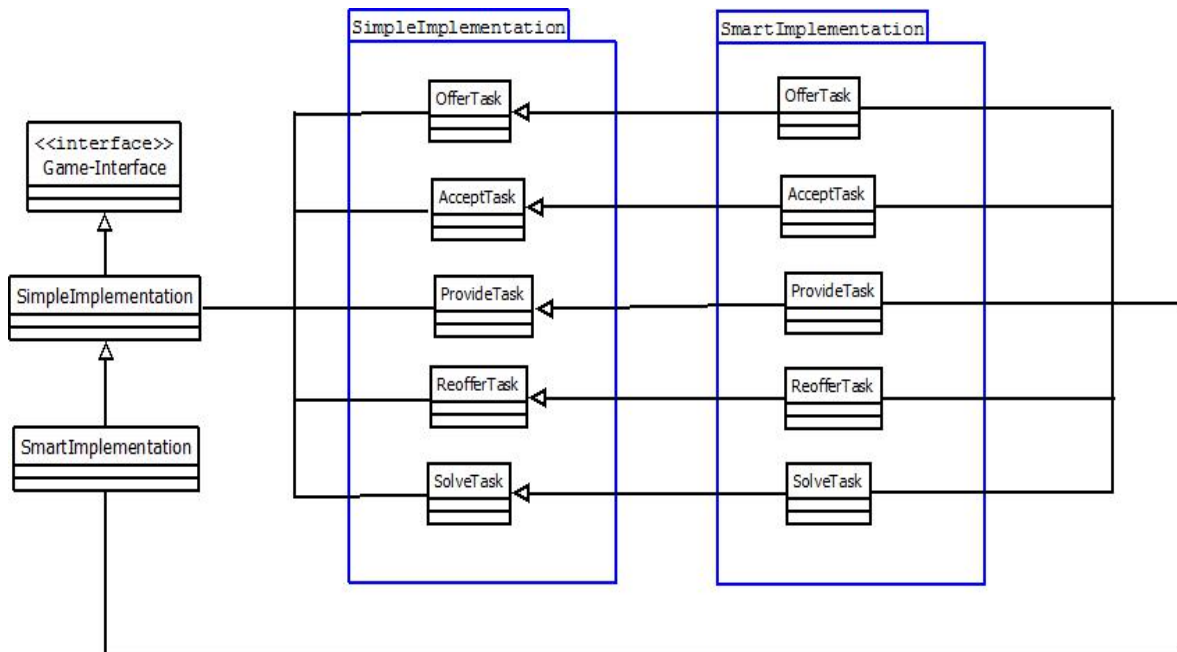 SimpleImplementation
SmartImplementation
OfferTask
OfferTask
<<interface>>
Game-Interface
AcceptTask
AcceptTask
SimpleImplementation
ProvideTask
ProvideTask
ReofferTask
ReofferTask
SmartImplementation
SolveTask
SolveTask